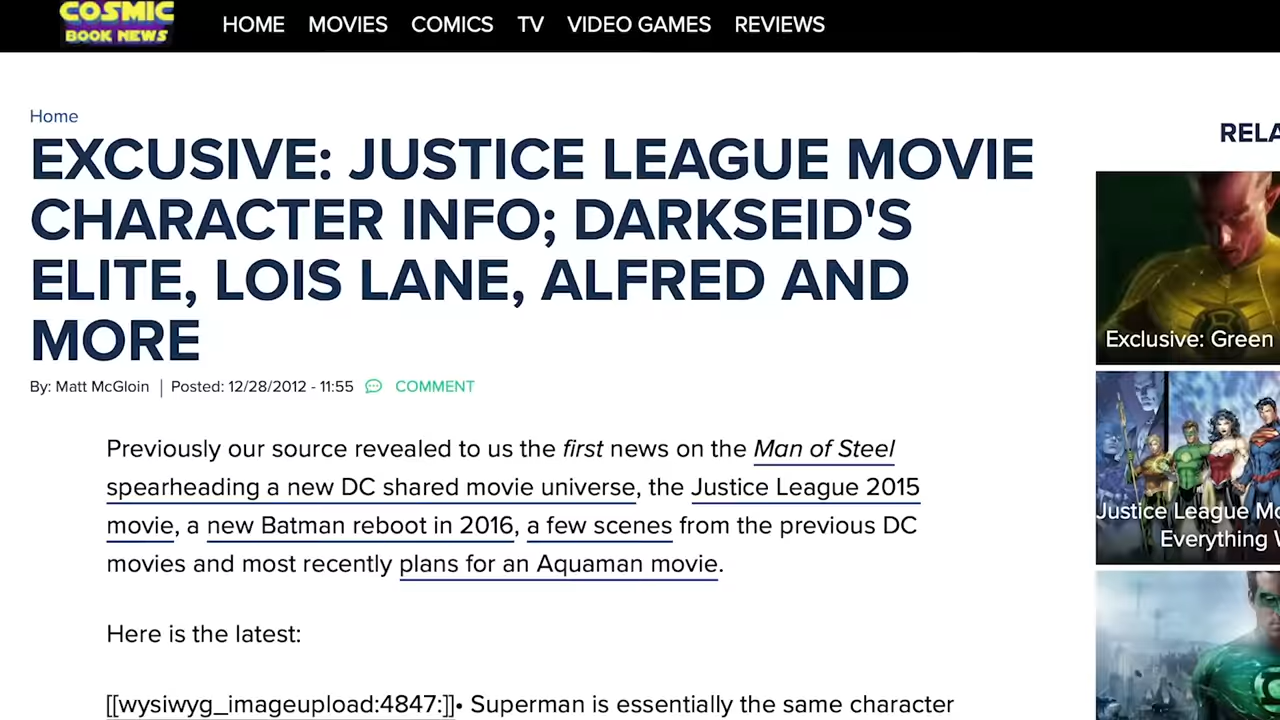 COSMIC
BOOK NEWS
HOME MOVIES COMICS TV VIDEO GAMES REVIEWS
Home
EXCUSIVE: JUSTICE LEAGUE MOVIE
CHARACTER INFO; DARKSEID'S
ELITE, LOIS LANE, ALFRED AND
MORE
By: Matt McGloin | Posted: 12/28/2012 - 11:55 COMMENT
Previously our source revealed to us the first news on the Man of Steel
spearheading a new DC shared movie universe, the Justice League 2015
movie, a new Batman reboot in 2016, a few scenes from the previous DC
movies and most recently plans for an Aquaman movie.
Here is the latest:
[[wysiwyg_imageupload:4847:]]• Superman is essentially the same character
RELA
Exclusive: Green
Justice League Mo
Everything W